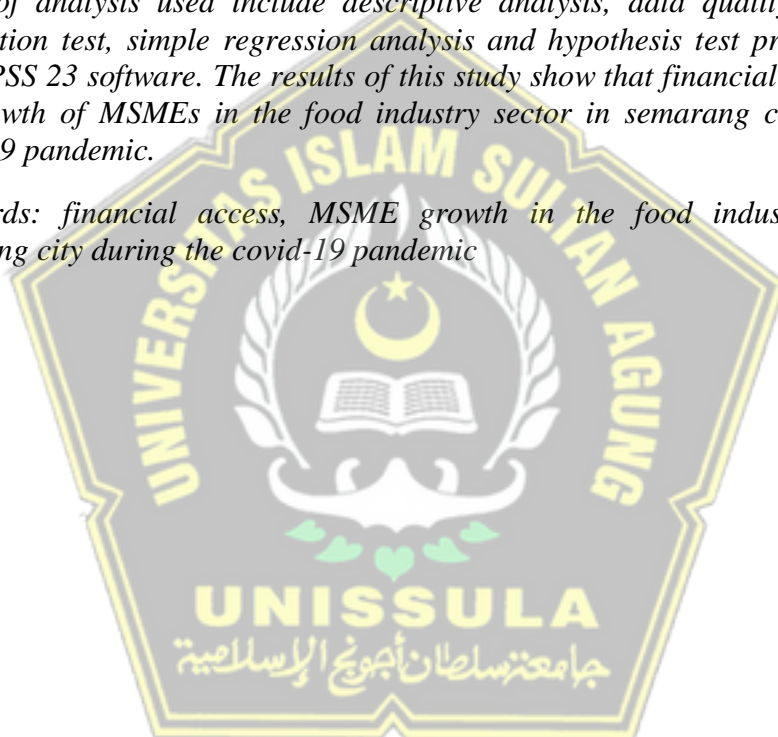 of analysis used include descriptive analysis, data quality
tion test, simple regression analysis and hypothesis test pr
PSS 23 software. The results of this study show that financial
wth of MSMEs in the food industry sector in semarang c
9 pandemic.
rds: financial access, MSME growth in the food indus
ng city during the covid-19 pandemic
UNIVERSITAS ISLAM SULTAN AGUNG
UNISSULA
جامعة سلطان أجونج الإسلامية